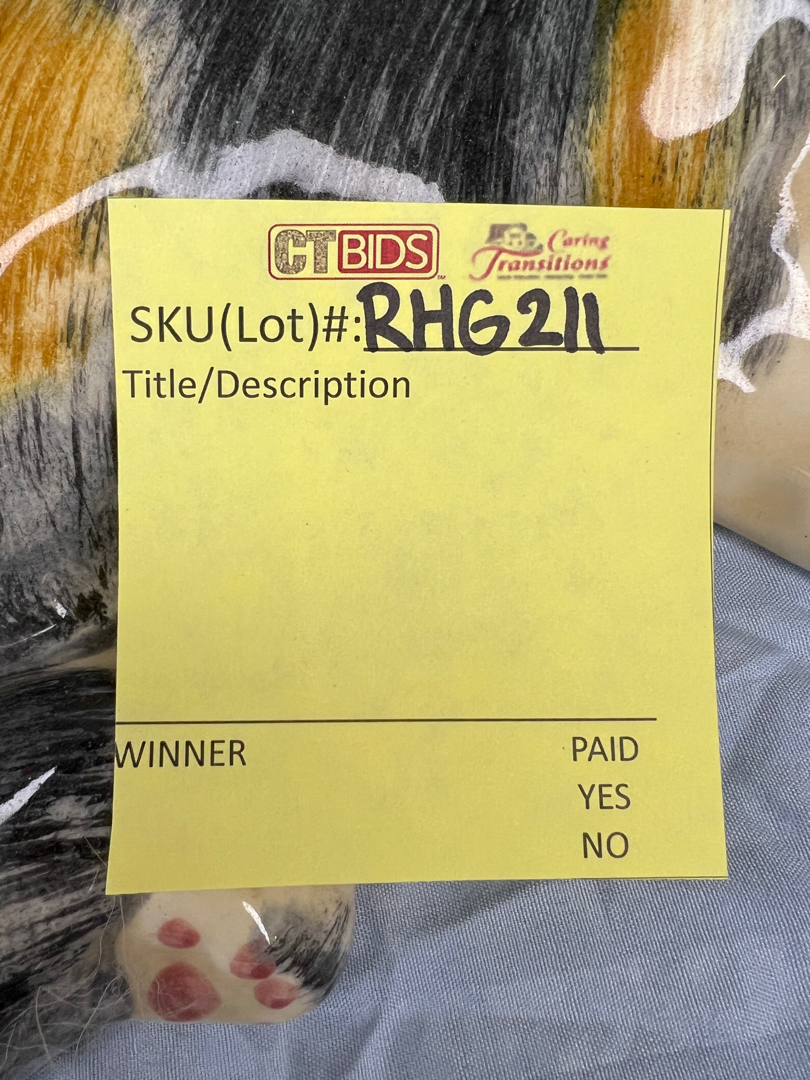 CTBIDS Caring
Transitions
SKU(Lot)#:RHG211
Title/Description
WINNER PAID
YES
NO